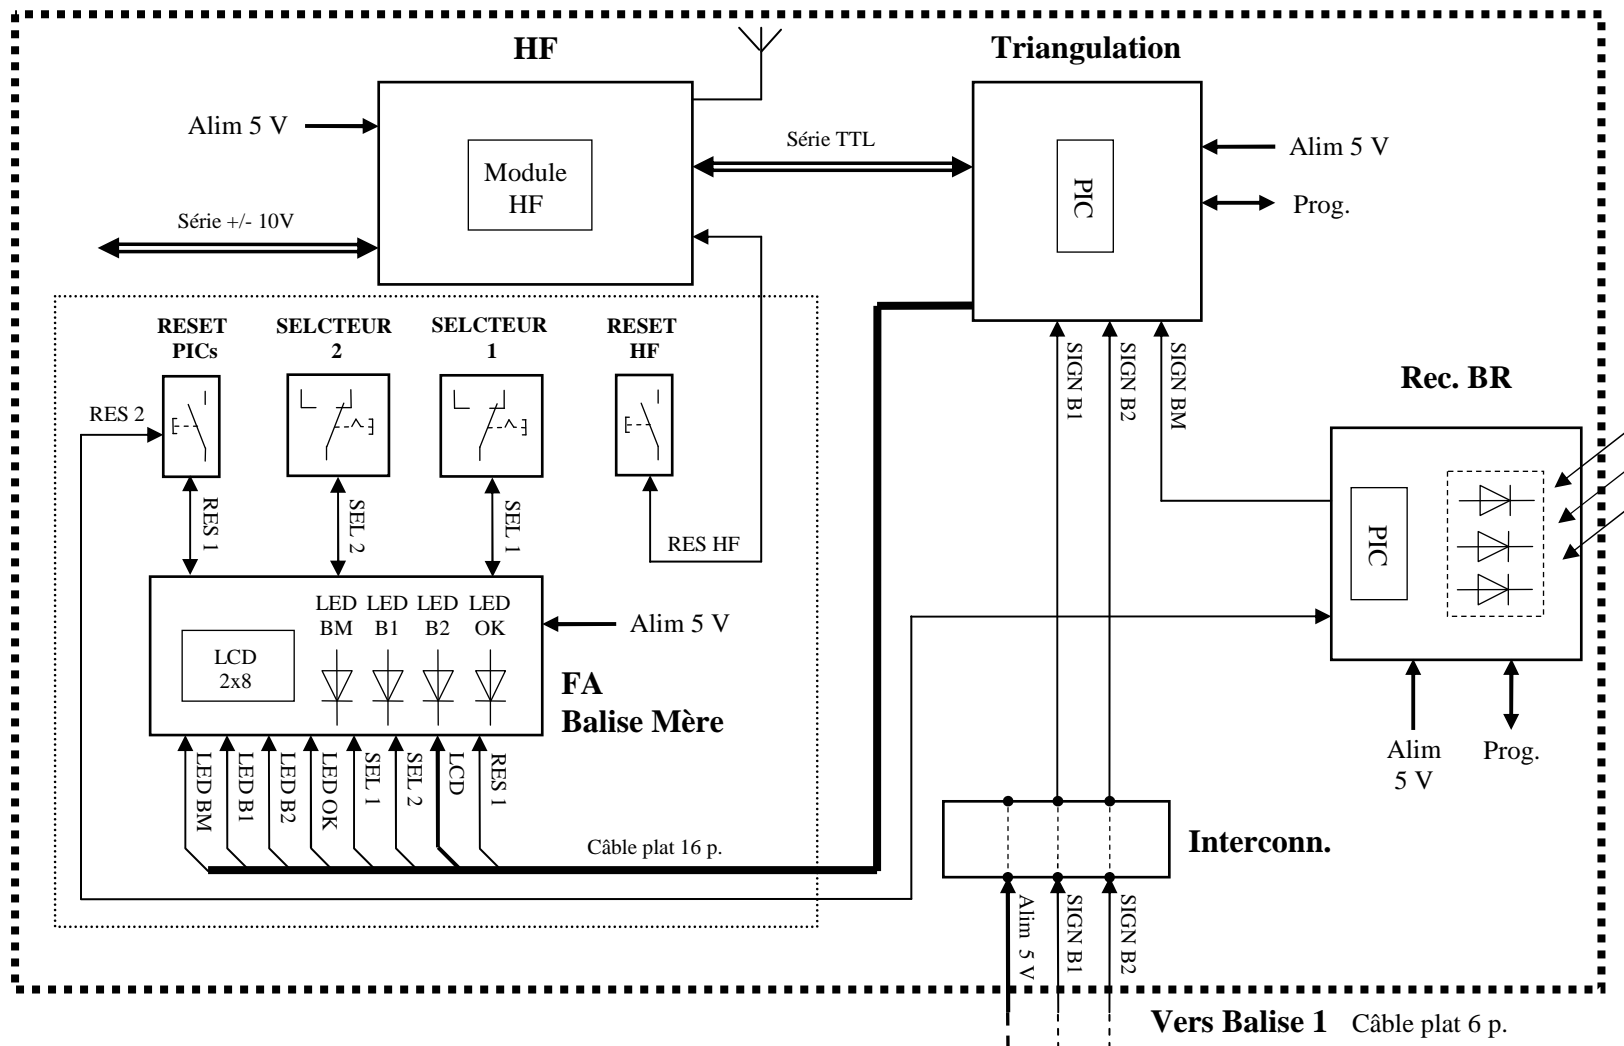 HF
Triangulation
Alim 5 V
Module
HF
Série TTL
PIC
Alim 5 V
Prog.
Série +/- 10V
RESET
PICs
SELCTEUR
2
SELCTEUR
1
RESET
HF
RES 2
RES 1
SEL 2
SEL 1
RES HF
SIGN B1
SIGN B2
SIGN BM
Rec. BR
PIC
Alim
5 V
Prog.
LCD
2x8
LED
BM
LED
B1
LED
B2
LED
OK
Alim 5 V
FA
Balise Mère
LED BM
LED B1
LED B2
LED OK
SEL 1
SEL 2
LCD
RES 1
Câble plat 16 p.
Interconn.
Alim 5 V
SIGN B1
SIGN B2
Vers Balise 1 Câble plat 6 p.